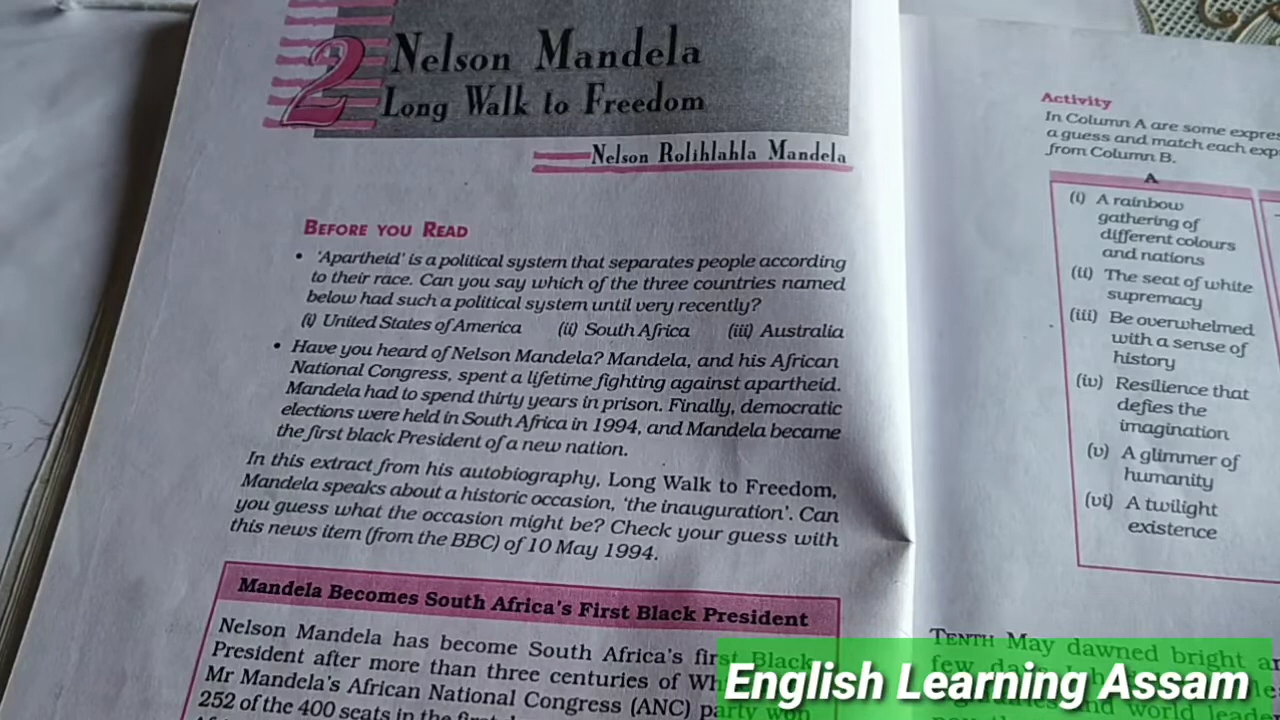 2 Nelson Mandela
Long Walk to Freedom
Nelson Rolihlahla Mandela
BEFORE YOU READ
• 'Apartheid' is a political system that separates people according
to their race. Can you say which of the three countries named
below had such a political system until very recently?
(i) United States of America (ii) South Africa (iii) Australia
• Have you heard of Nelson Mandela? Mandela, and his African
National Congress, spent a lifetime fighting against apartheid.
Mandela had to spend thirty years in prison. Finally, democratic
elections were held in South Africa in 1994, and Mandela became
the first black President of a new nation.
In this extract from his autobiography, Long Walk to Freedom,
Mandela speaks about a historic occasion, 'the inauguration'. Can
you guess what the occasion might be? Check your guess with
this news item (from the BBC) of 10 May 1994.
Mandela Becomes South Africa's First Black President
Nelson Mandela has become South Africa's first Black
President after more than three centuries of
Mr Mandela's African National Congress (ANC) party won
252 of the 400 seats in the first
Activity
In Column A are some
a guess and match each
from Column B.
A
(i) A rainbow
gathering of
different colours
and nations
(ii) The seat of white
supremacy
(iii) Be overwhelmed
with a sense of
history
(iv) Resilience that
defies the
imagination
(v) A glimmer of
humanity
(vi) A twilight
existence
TENTH May dawned bright
few days
and world
English Learning Assam